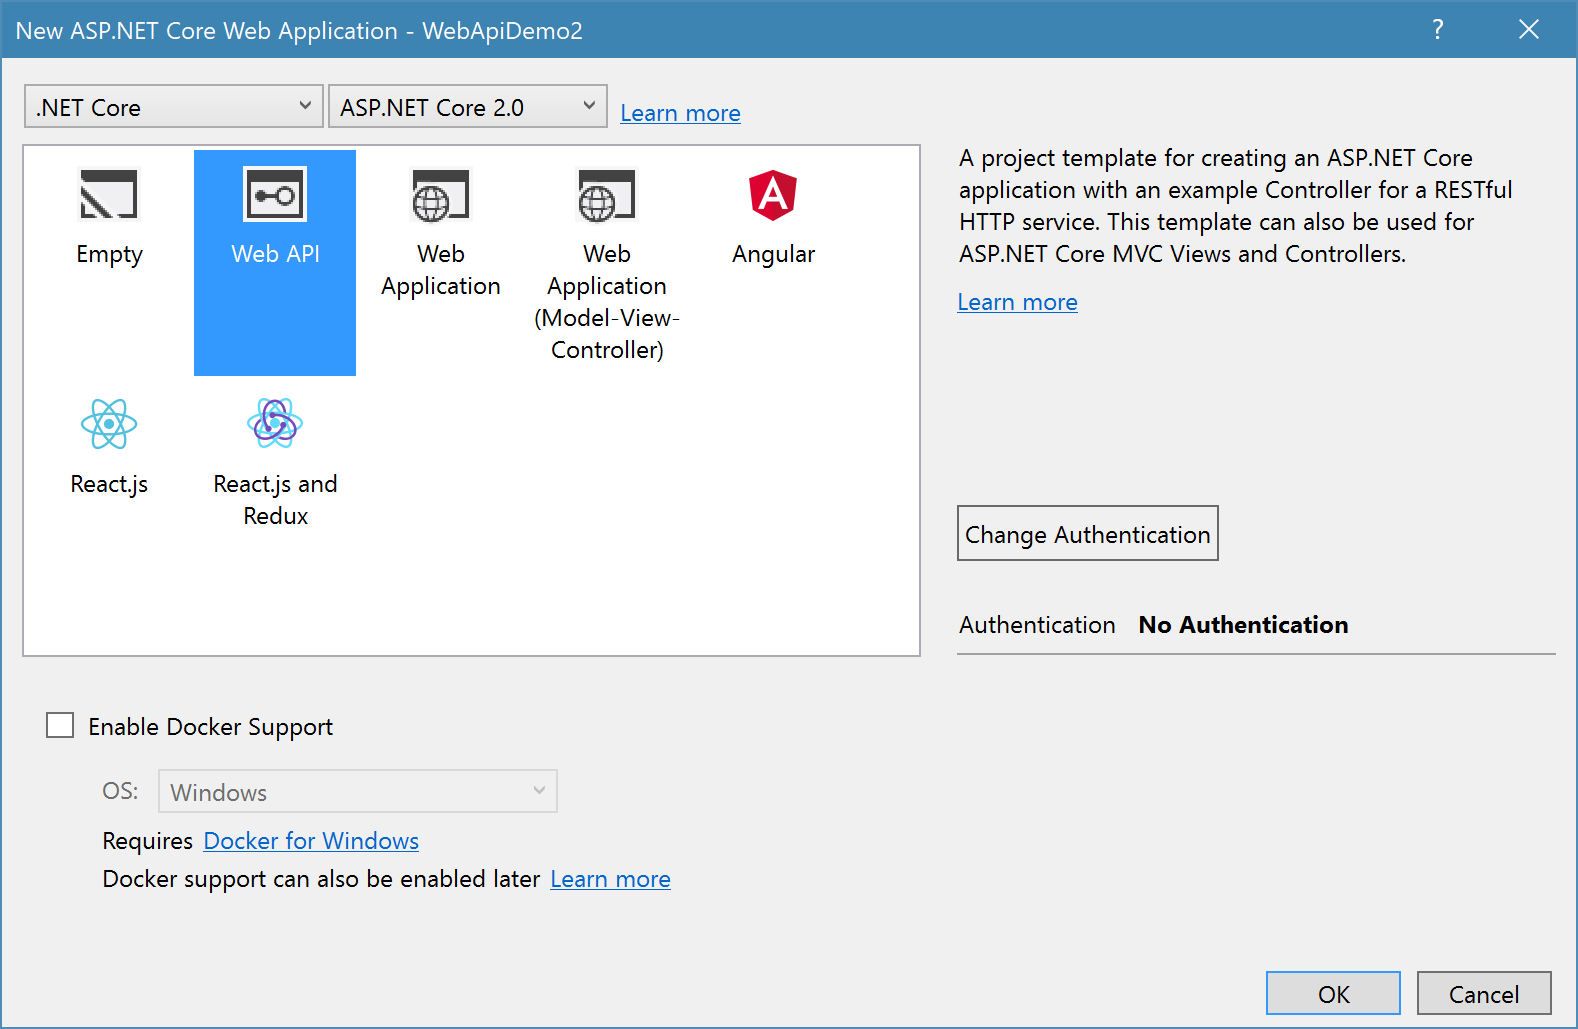 New ASP.NET Core Web Application - WebApiDemo2
?
.NET Core
ASP.NET Core 2.0
Learn more
Empty
Web API
Web
Application
Web
Application
(Model-View-
Controller)
A
Angular
React.js
React.js and
Redux
A project template for creating an ASP.NET Core
application with an example Controller for a RESTful
HTTP service. This template can also be used for
ASP.NET Core MVC Views and Controllers.
Learn more
Change Authentication
Authentication No Authentication
Enable Docker Support
OS: Windows
Requires Docker for Windows
Docker support can also be enabled later Learn more
OK
Cancel